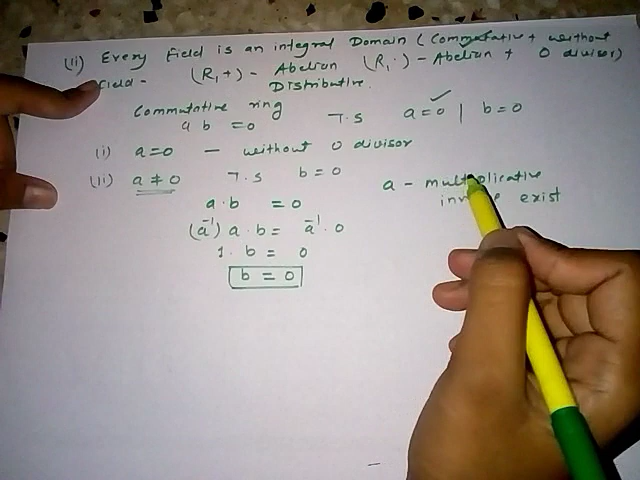 (ii) Every Field is an integral Domain (Commutative + without
Field - (R,+) - Abelian (R,·) - Abelian + 0 divisor)
Distributive.
Commutative ring
a b = 0 T.S a = 0 | b = 0
(i) a = 0 — without 0 divisor
(ii) a ≠ 0 T.S b = 0
a - multiplicative
exist
a·b = 0
(a⁻¹) a·b = a⁻¹·0
1·b = 0
b = 0